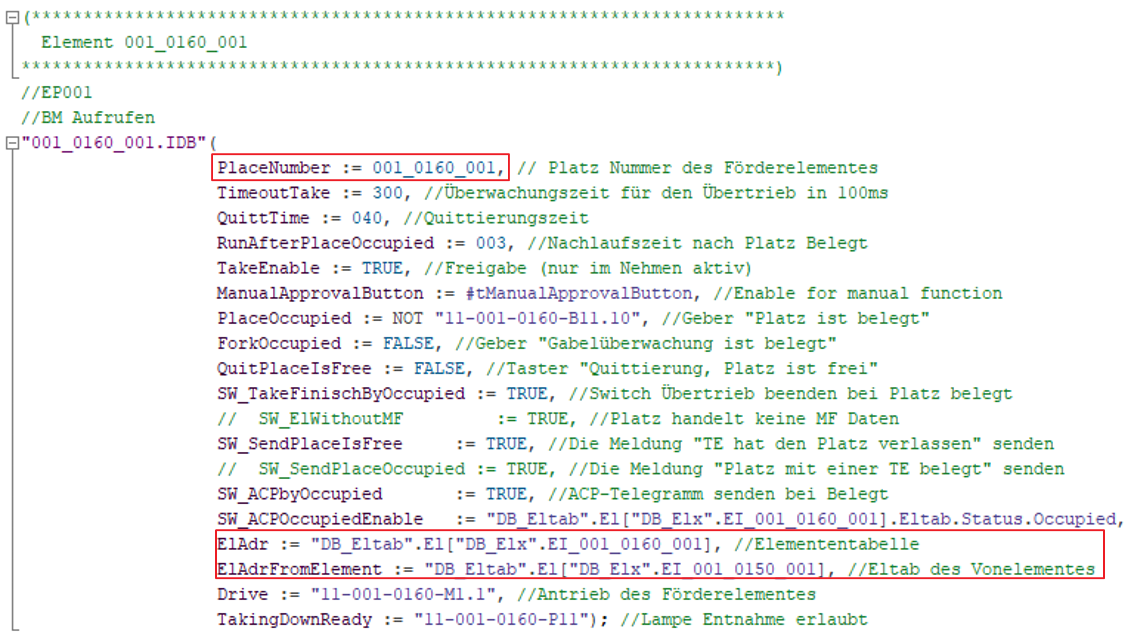 (*************************************************************************
Element 001_0160_001
*************************************************************************)
//EP001
//BM Aufrufen
"001_0160_001.IDB"(
PlaceNumber := 001_0160_001, // Platz Nummer des Förderelementes
TimeoutTake := 300, //Überwachungszeit für den Übertrieb in 100ms
QuittTime := 040, //Quittierungszeit
RunAfterPlaceOccupied := 003, //Nachlaufszeit nach Platz Belegt
TakeEnable := TRUE, //Freigabe (nur im Nehmen aktiv)
ManualApprovalButton := #tManualApprovalButton, //Enable for manual function
PlaceOccupied := NOT "11-001-0160-B11.10", //Geber "Platz ist belegt"
ForkOccupied := FALSE, //Geber "Gabelüberwachung ist belegt"
QuitPlaceIsFree := FALSE, //Taster "Quittierung, Platz ist frei"
SW_TakeFinischByOccupied := TRUE, //Switch Übertrieb beenden bei Platz belegt
// SW_ElWithoutMF := TRUE, //Platz handelt keine MF Daten
SW_SendPlaceIsFree := TRUE, //Die Meldung "TE hat den Platz verlassen" senden
// SW_SendPlaceOccupied := TRUE, //Die Meldung "Platz mit einer TE belegt" senden
SW_ACPbyOccupied := TRUE, //ACP-Telegramm senden bei Belegt
SW_ACPOccupiedEnable := "DB_Eltab".El["DB_Elx".EI_001_0160_001].Eltab.Status.Occupied,
ElAdr := "DB_Eltab".El["DB_Elx".EI_001_0160_001], //Elemententabelle
ElAdrFromElement := "DB_Eltab".El["DB_Elx".EI_001_0150_001], //Eltab des Vonelementes
Drive := "11-001-0160-M1.1", //Antrieb des Förderelementes
TakingDownReady := "11-001-0160-P11"); //Lampe Entnahme erlaubt